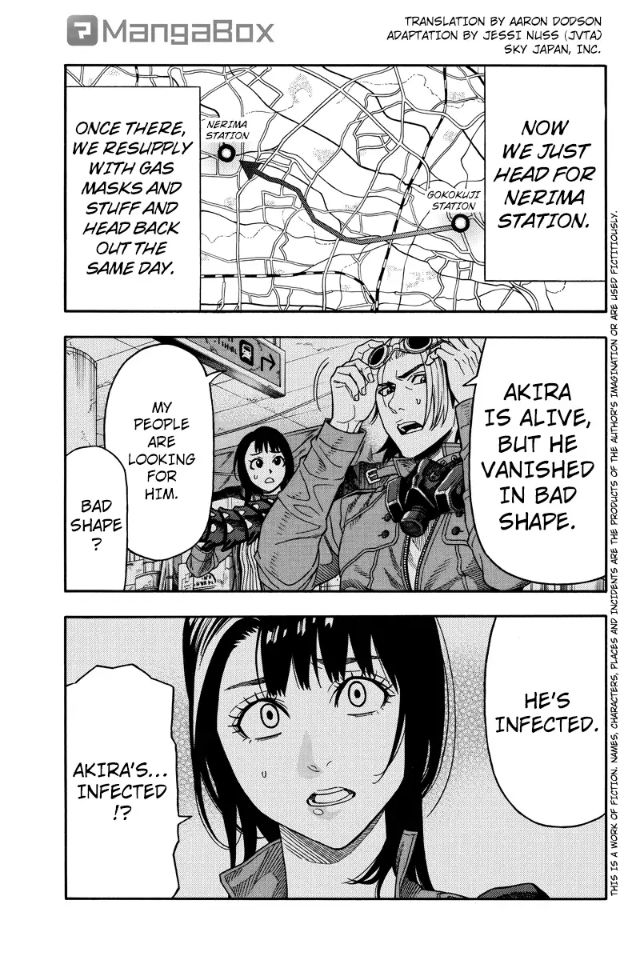 MangaBox
TRANSLATION BY AARON DODSON
ADAPTATION BY JESSI NUSS (JVTA)
SKY JAPAN, INC.
NOW
WE JUST
HEAD FOR
NERIMA
STATION.
NERIMA
STATION
GOKOKUJI
STATION
ONCE THERE,
WE RESUPPLY
WITH GAS
MASKS AND
STUFF AND
HEAD BACK
OUT THE
SAME DAY.
AKIRA
IS ALIVE,
BUT HE
VANISHED
IN BAD
SHAPE.
MY
PEOPLE
ARE
LOOKING
FOR
HIM.
BAD
SHAPE
?
HE'S
INFECTED.
AKIRA'S...
INFECTED
!?
THIS IS A WORK OF FICTION. NAMES, CHARACTERS, PLACES AND INCIDENTS ARE THE PRODUCTS OF THE AUTHOR'S IMAGINATION OR ARE USED FICTITIOUSLY.